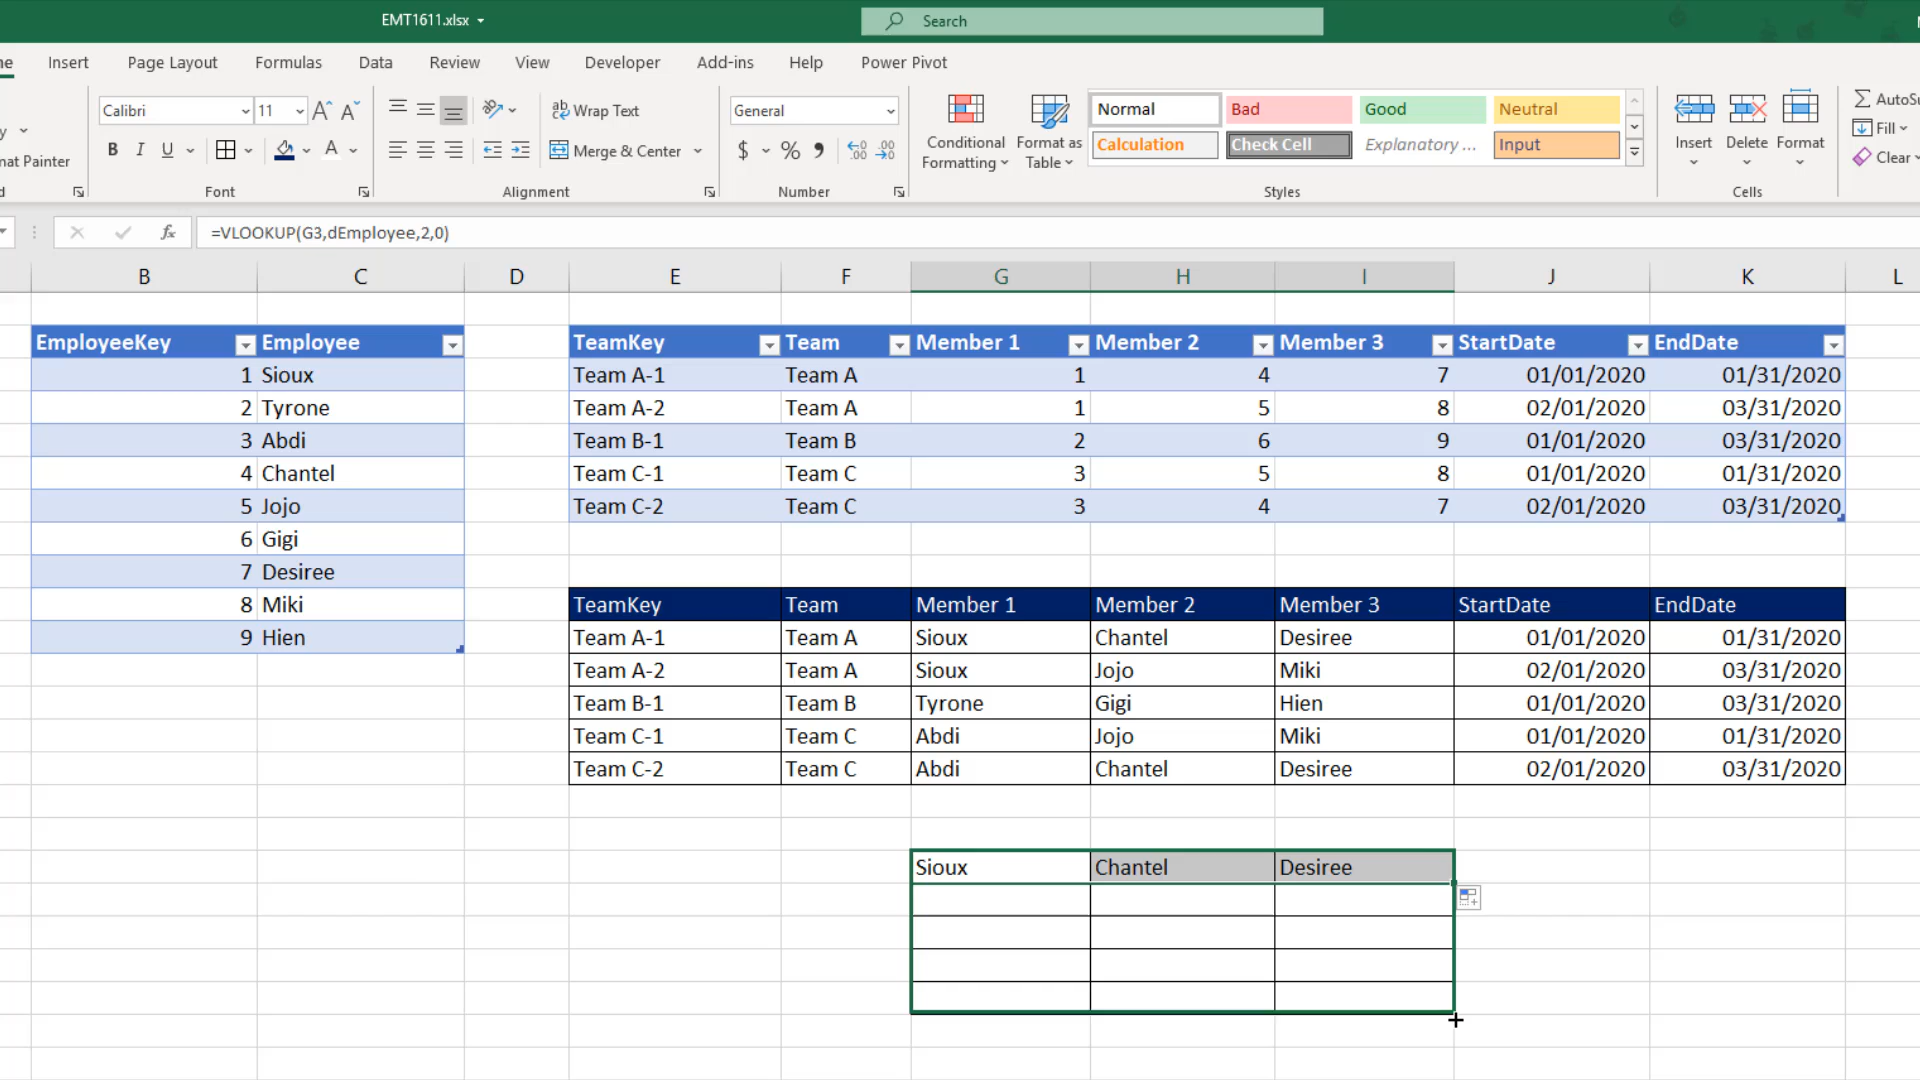 EMT1611.xlsx
Search
ne Insert Page Layout Formulas Data Review View Developer Add-ins Help Power Pivot
Calibri 11 A A Wrap Text General Normal Bad Good Neutral AutoSu
Conditional Formatting Format as Table Calculation Check Cell Explanatory ... Input Insert Delete Format Fill
mat Painter B I U A Merge & Center $ % Clear
Font Alignment Number Styles Cells
fx =VLOOKUP(G3,dEmployee,2,0)
B C D E F G H I J K L
EmployeeKey Employee TeamKey Team Member 1 Member 2 Member 3 StartDate EndDate
1 Sioux Team A-1 Team A 1 4 7 01/01/2020 01/31/2020
2 Tyrone Team A-2 Team A 1 5 8 02/01/2020 03/31/2020
3 Abdi Team B-1 Team B 2 6 9 01/01/2020 03/31/2020
4 Chantel Team C-1 Team C 3 5 8 01/01/2020 01/31/2020
5 Jojo Team C-2 Team C 3 4 7 02/01/2020 03/31/2020
6 Gigi
7 Desiree
8 Miki TeamKey Team Member 1 Member 2 Member 3 StartDate EndDate
9 Hien Team A-1 Team A Sioux Chantel Desiree 01/01/2020 01/31/2020
Team A-2 Team A Sioux Jojo Miki 02/01/2020 03/31/2020
Team B-1 Team B Tyrone Gigi Hien 01/01/2020 03/31/2020
Team C-1 Team C Abdi Jojo Miki 01/01/2020 01/31/2020
Team C-2 Team C Abdi Chantel Desiree 02/01/2020 03/31/2020
Sioux Chantel Desiree